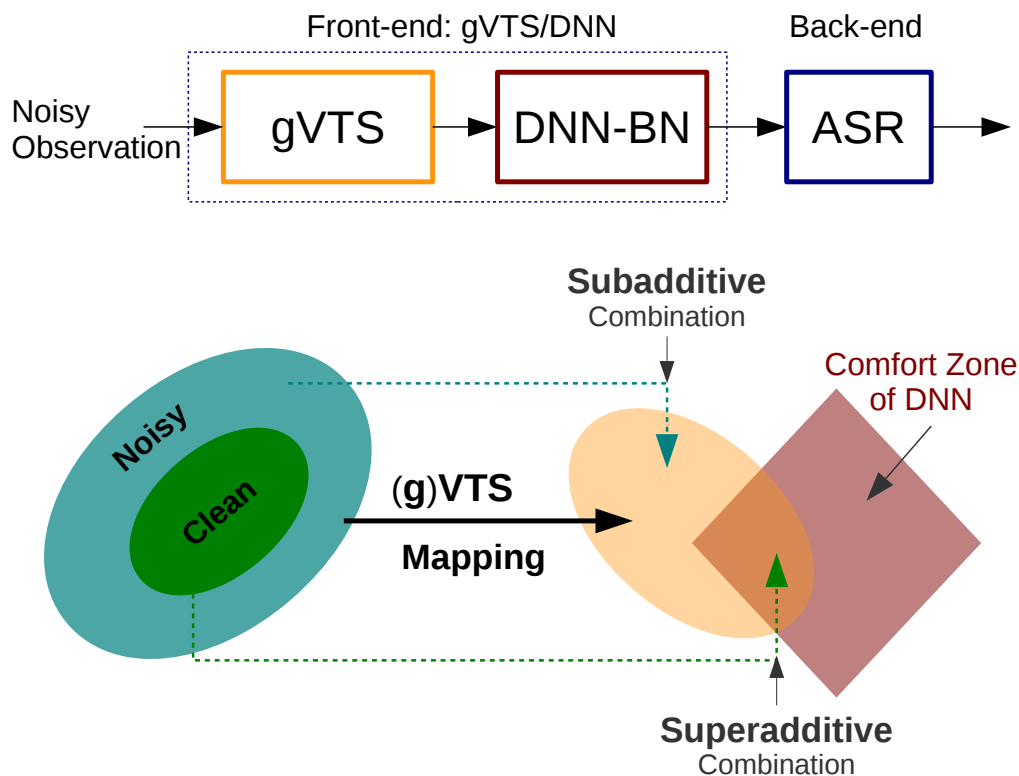 Front-end: gVTS/DNN
Back-end
Noisy
Observation
gVTS
DNN-BN
ASR
Subadditive
Combination
Comfort Zone
of DNN
Noisy
Clean
(g)VTS
Mapping
Superadditive
Combination